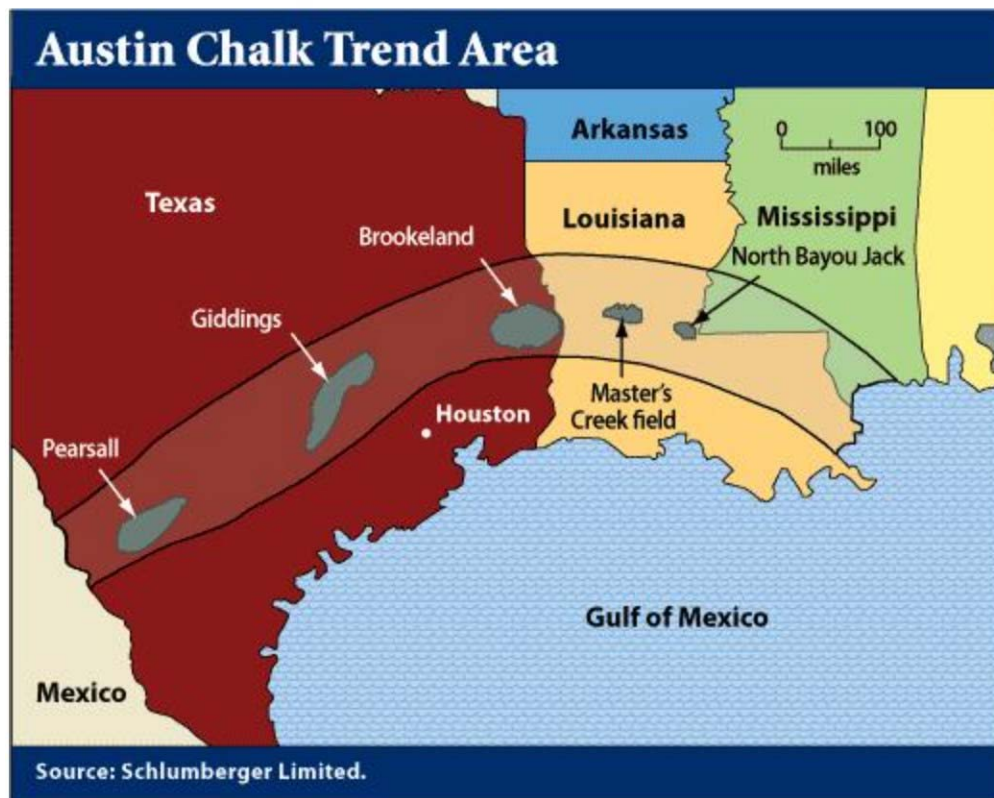 Austin Chalk Trend Area
Arkansas
0 100
miles
Texas
Louisiana
Mississippi
Brookeland
North Bayou Jack
Giddings
Master's
Creek field
Houston
Pearsall
Gulf of Mexico
Mexico
Source: Schlumberger Limited.